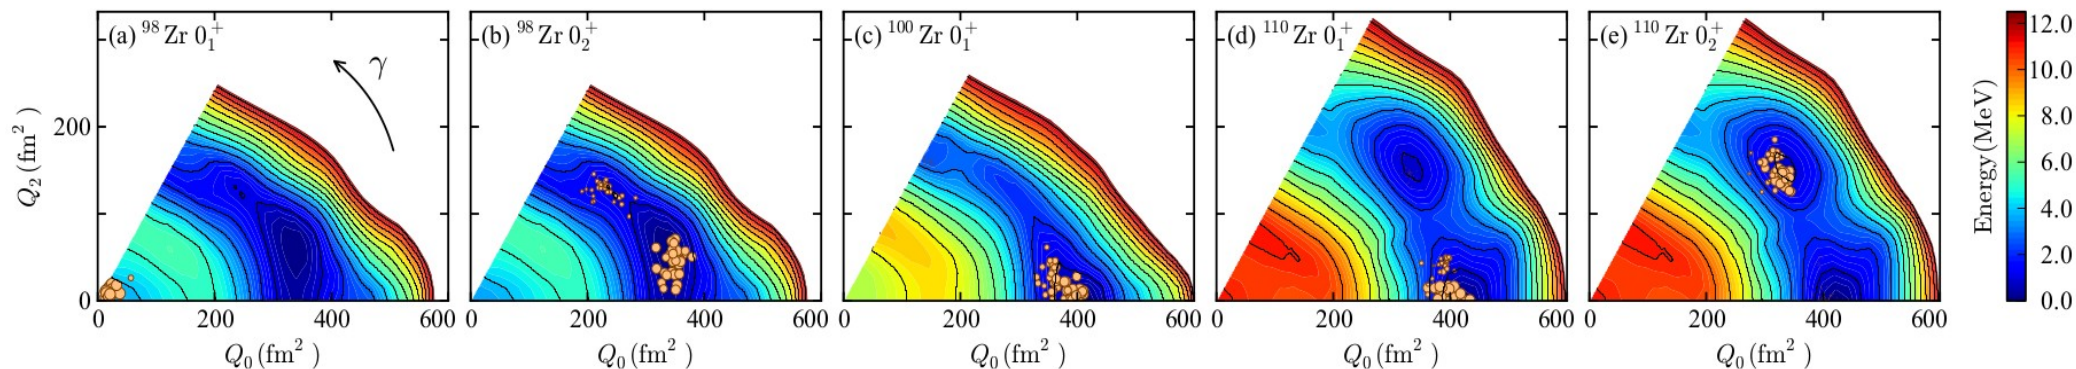 (a) ⁹⁸Zr 0₁⁺
(b) ⁹⁸Zr 0₂⁺
(c) ¹⁰⁰Zr 0₁⁺
(d) ¹¹⁰Zr 0₁⁺
(e) ¹¹⁰Zr 0₂⁺
γ
Q₂ (fm²)
200
0
0 200 400 600
0 200 400 600
0 200 400 600
0 200 400 600
0 200 400 600
Q₀ (fm²)
Q₀ (fm²)
Q₀ (fm²)
Q₀ (fm²)
Q₀ (fm²)
Energy (MeV)
12.0
10.0
8.0
6.0
4.0
2.0
0.0